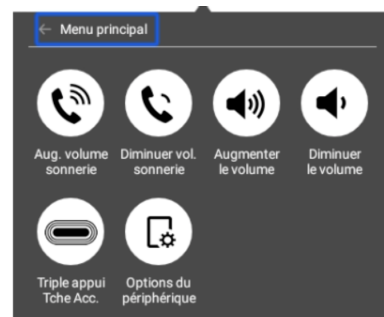 Menu principal
Aug. volume Diminuer vol. Augmenter Diminuer
sonnerie sonnerie le volume le volume
Triple appui Options du
Tche Acc. périphérique